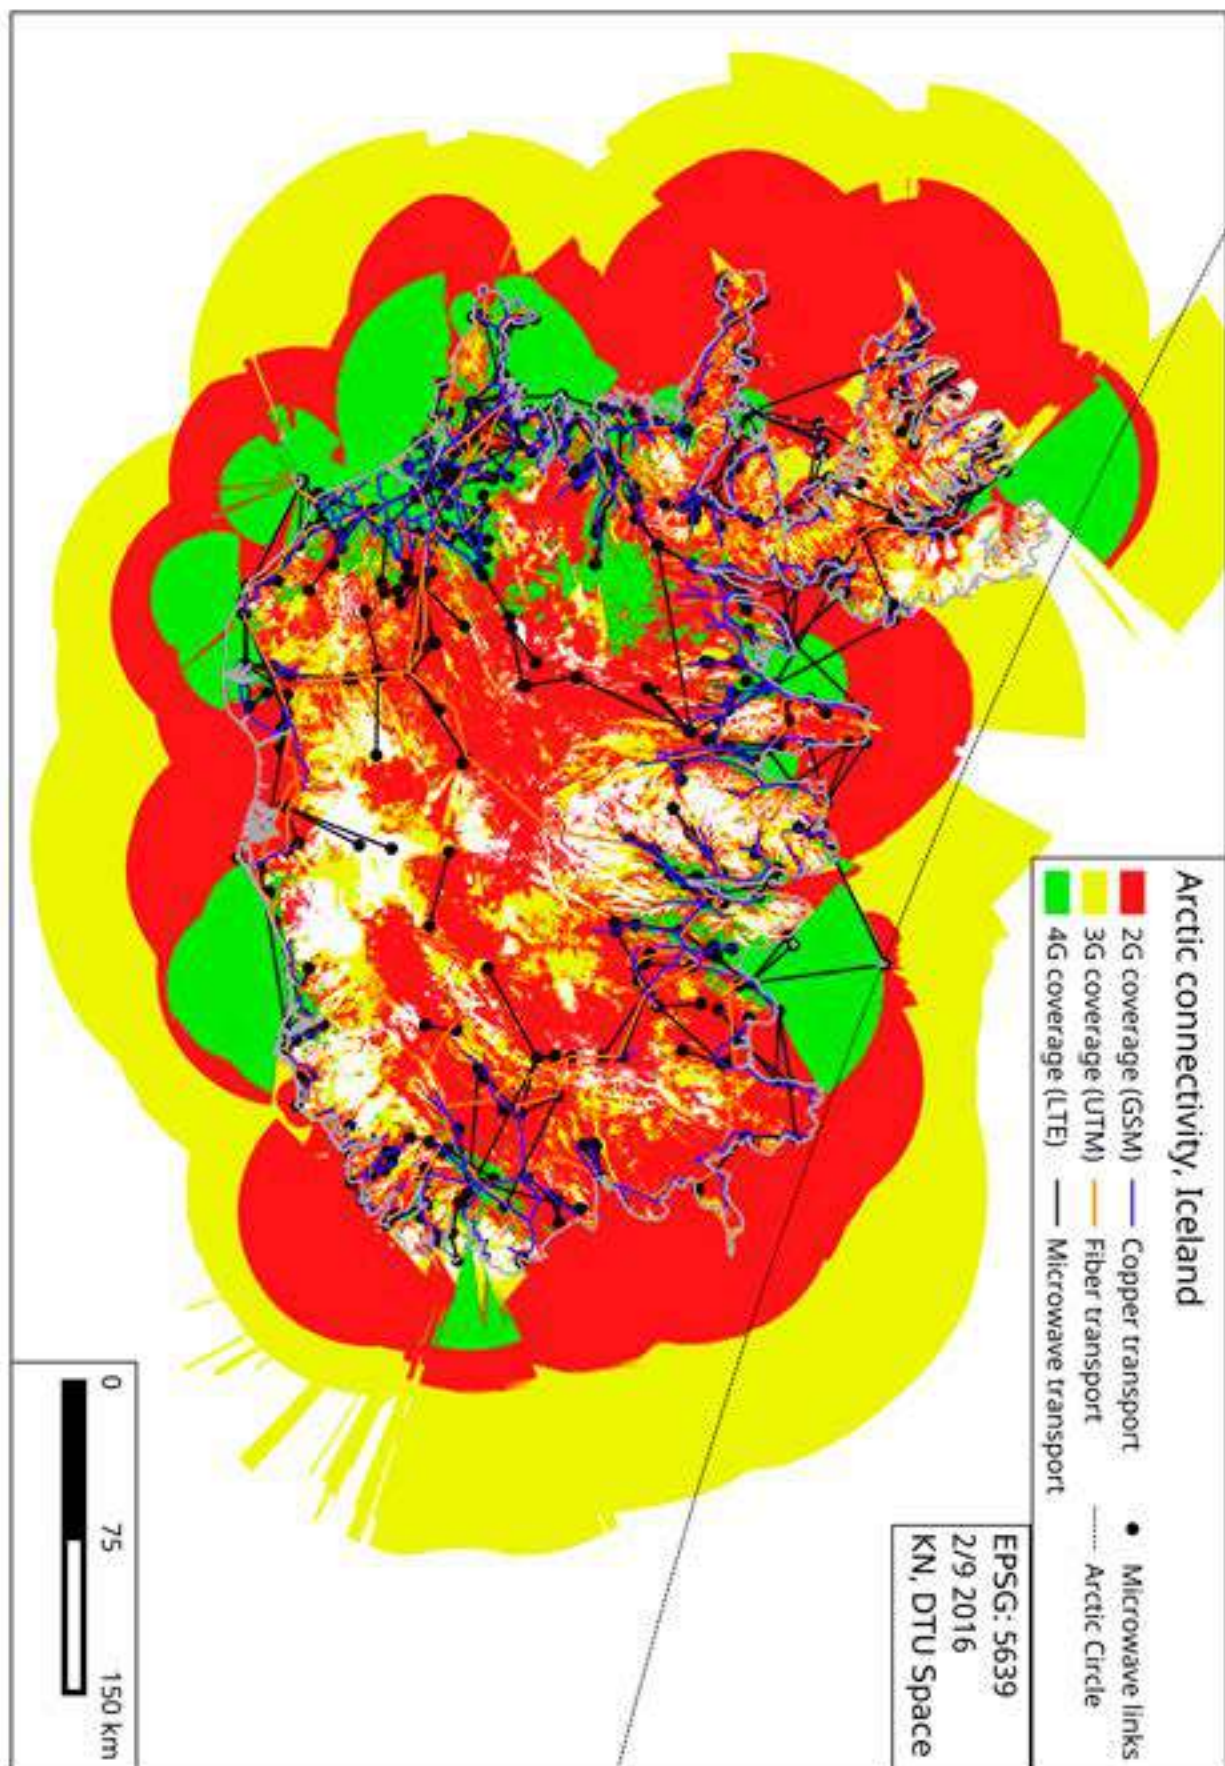 Arctic connectivity, Iceland
2G coverage (GSM)
3G coverage (UTM)
4G coverage (LTE)
Copper transport
Fiber transport
Microwave transport
Microwave links
Arctic Circle
EPSG: 5639
2/9 2016
KN, DTU Space
0 75 150 km